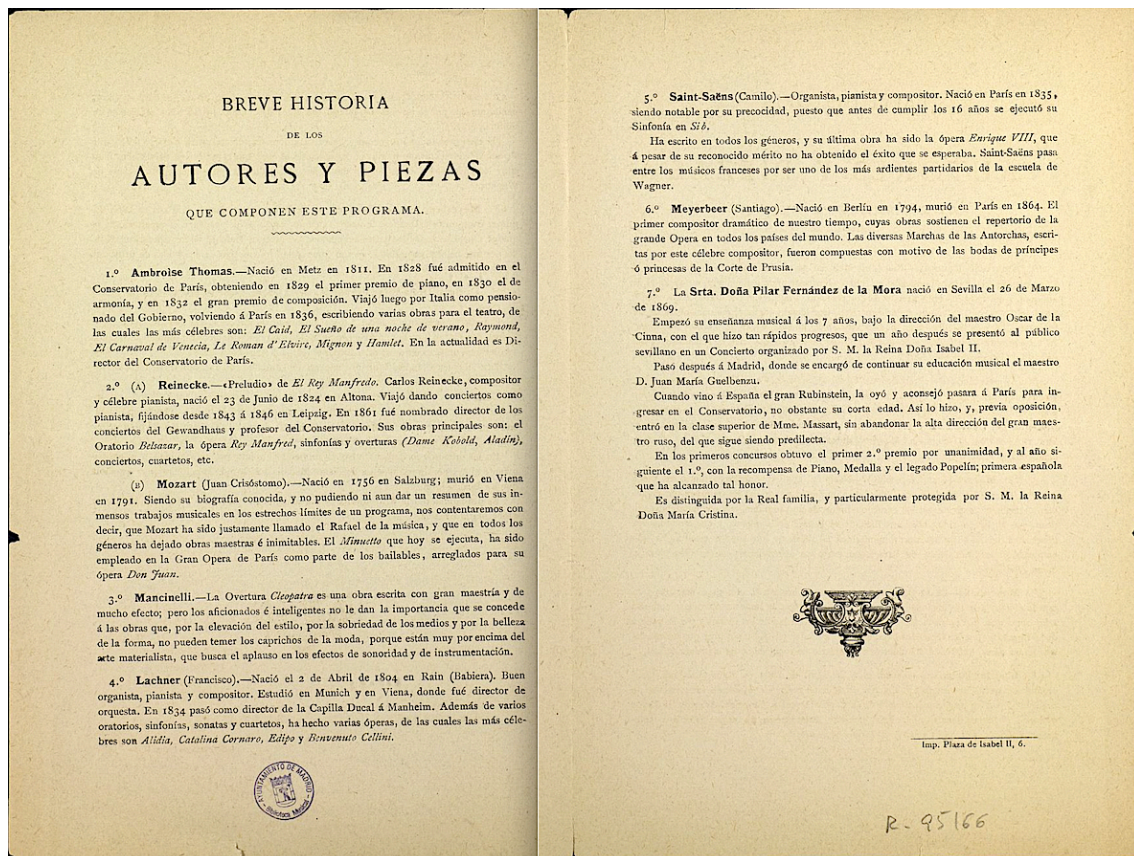 BREVE HISTORIA
DE LOS
AUTORES Y PIEZAS
QUE COMPONEN ESTE PROGRAMA.
1.º Ambroise Thomas.—Nació en Metz en 1811. En 1828 fué admitido en el
Conservatorio de París, obteniendo en 1829 el primer premio de piano, en 1830 el de
armonía, y en 1832 el gran premio de composición. Viajó luego por Italia como pensio-
nado del Gobierno, volviendo á París en 1836, escribiendo varias obras para el teatro, de
las cuales las más célebres son: El Caid, El Sueño de una noche de verano, Raymond,
El Carnaval de Venecia, Le Roman d'Elvire, Mignon y Hamlet. En la actualidad es Di-
rector del Conservatorio de París.
2.º (A) Reinecke.—«Preludio» de El Rey Manfredo. Carlos Reinecke, compositor
y célebre pianista, nació el 23 de Junio de 1824 en Altona. Viajó dando conciertos como
pianista, fijándose desde 1843 á 1846 en Leipzig. En 1861 fué nombrado director de los
conciertos del Gewandhaus y profesor del Conservatorio. Sus obras principales son: el
Oratorio Belsazar, la ópera Rey Manfred, sinfonías y overturas (Dame Kobold, Aladin),
conciertos, cuartetos, etc.
(B) Mozart (Juan Crisóstomo).—Nació en 1756 en Salzburg; murió en Viena
en 1791. Siendo su biografía conocida, y no pudiendo ni aun dar un resumen de sus in-
mensos trabajos musicales en los estrechos límites de un programa, nos contentaremos con
decir, que Mozart ha sido justamente llamado el Rafael de la música, y que en todos los
géneros ha dejado obras maestras é inimitables. El Minuetto que hoy se ejecuta, ha sido
empleado en la Gran Opera de París como parte de los bailables, arreglados para su
ópera Don Juan.
3.º Mancinelli.—La Overtura Cleopatra es una obra escrita con gran maestría y de
mucho efecto; pero los aficionados é inteligentes no le dan la importancia que se concede
á las obras que, por la elevación del estilo, por la sobriedad de los medios y por la belleza
de la forma, no pueden temer los caprichos de la moda, porque están muy por encima del
arte materialista, que busca el aplauso en los efectos de sonoridad y de instrumentación.
4.º Lachner (Francisco).—Nació el 2 de Abril de 1804 en Rain (Babiera). Buen
organista, pianista y compositor. Estudió en Munich y en Viena, donde fué director de
orquesta. En 1834 pasó como director de la Capilla Ducal á Manheim. Además de varios
oratorios, sinfonías, sonatas y cuartetos, ha hecho varias óperas, de las cuales las más céle-
bres son Alidia, Catalina Cornaro, Edipo y Benvenuto Cellini.
AYUNTAMIENTO DE MADRID
Biblioteca Musical
5.º Saint-Saëns (Camilo).—Organista, pianista y compositor. Nació en París en 1835,
siendo notable por su precocidad, puesto que antes de cumplir los 16 años se ejecutó su
Sinfonía en Sib.
Ha escrito en todos los géneros, y su última obra ha sido la ópera Enrique VIII, que
á pesar de su reconocido mérito no ha obtenido el éxito que se esperaba. Saint-Saëns pasa
entre los músicos franceses por ser uno de los más ardientes partidarios de la escuela de
Wagner.
6.º Meyerbeer (Santiago).—Nació en Berlíu en 1794, murió en París en 1864. El
primer compositor dramático de nuestro tiempo, cuyas obras sostienen el repertorio de la
grande Opera en todos los países del mundo. Las diversas Marchas de las Antorchas, escri-
tas por este célebre compositor, fueron compuestas con motivo de las bodas de príncipes
ó princesas de la Corte de Prusia.
7.º La Srta. Doña Pilar Fernández de la Mora nació en Sevilla el 26 de Marzo
de 1869.
Empezó su enseñanza musical á los 7 años, bajo la dirección del maestro Oscar de la
Cinna, con el que hizo tan rápidos progresos, que un año después se presentó al público
sevillano en un Concierto organizado por S. M. la Reina Doña Isabel II.
Pasó después á Madrid, donde se encargó de continuar su educación musical el maestro
D. Juan María Guelbenzu.
Cuando vino á España el gran Rubinstein, la oyó y aconsejó pasara á París para in-
gresar en el Conservatorio, no obstante su corta edad. Así lo hizo, y, previa oposición,
entró en la clase superior de Mme. Massart, sin abandonar la alta dirección del gran maes-
tro ruso, del que sigue siendo predilecta.
En los primeros concursos obtuvo el primer 2.º premio por unanimidad, y al año si-
guiente el 1.º, con la recompensa de Piano, Medalla y el legado Popelín; primera española
que ha alcanzado tal honor.
Es distinguida por la Real familia, y particularmente protegida por S. M. la Reina
Doña María Cristina.
Imp. Plaza de Isabel II, 6.
R-95166